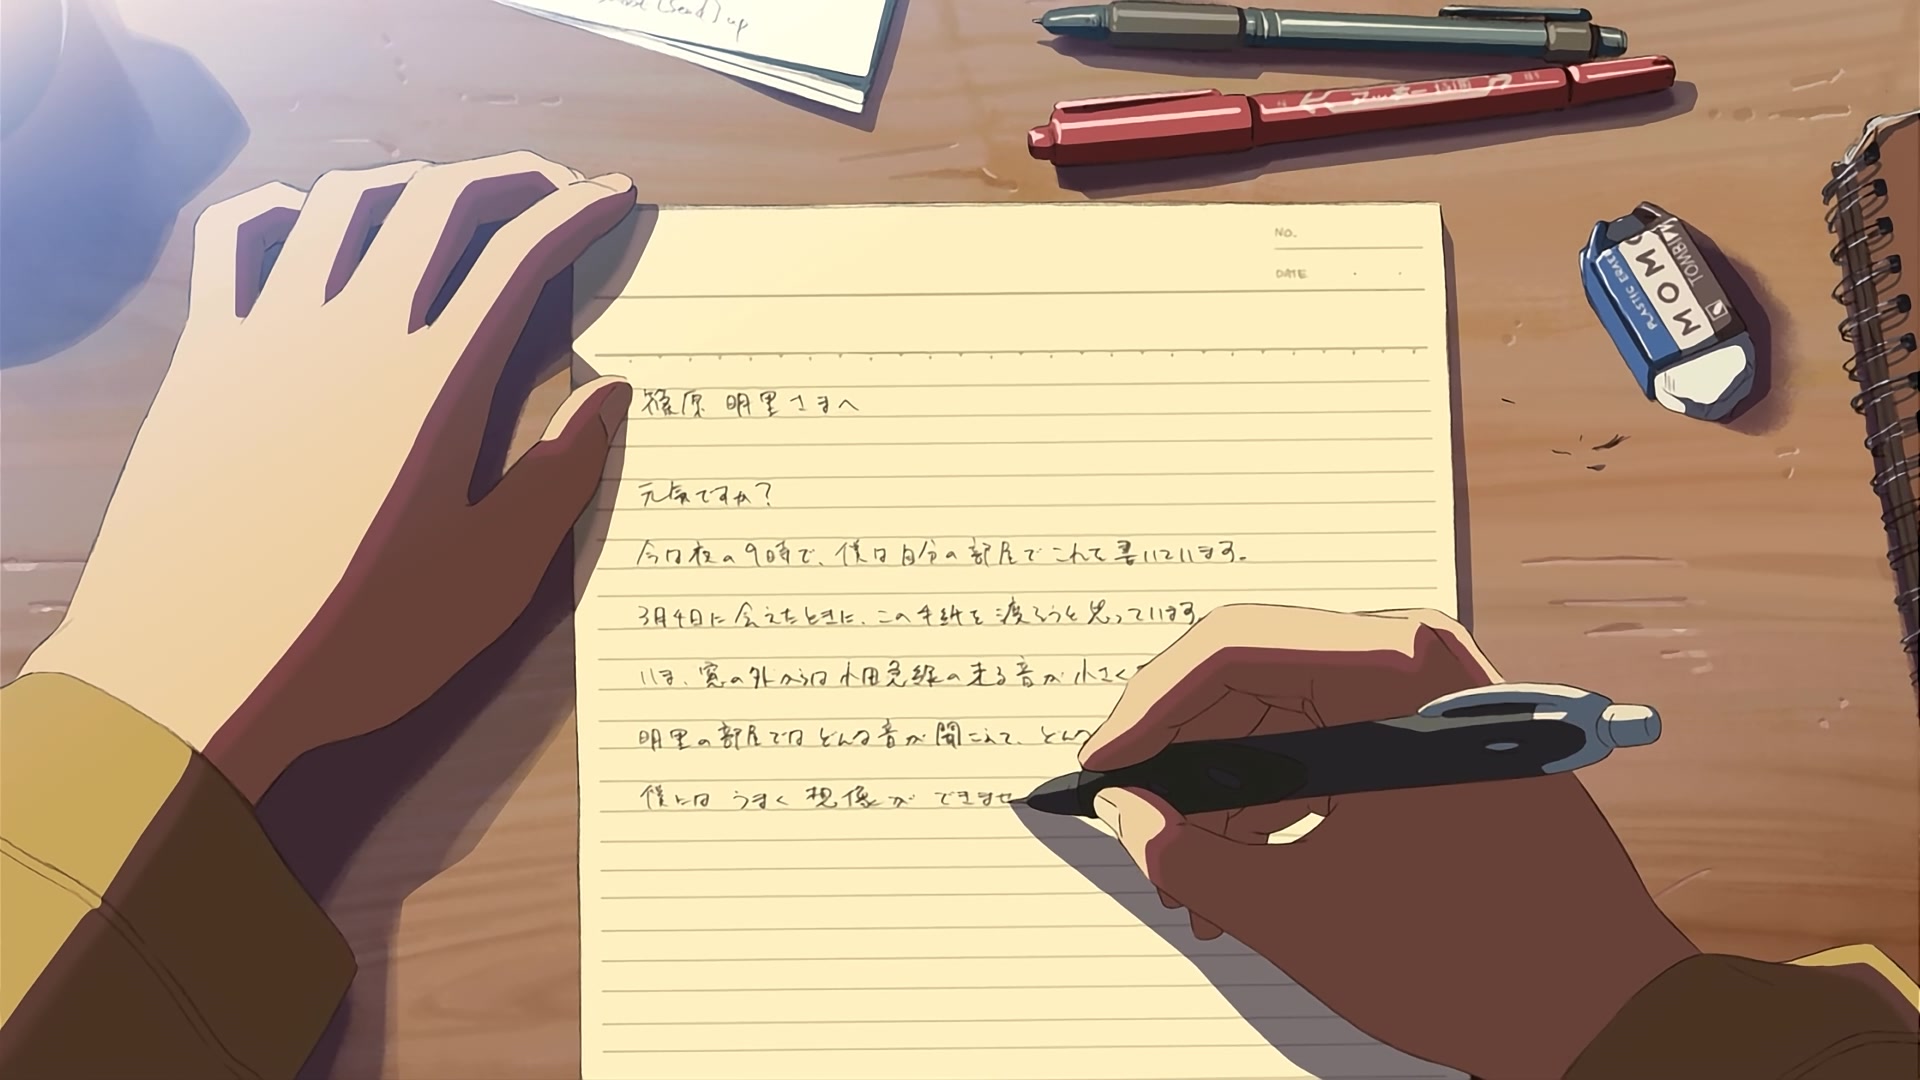 (Send) up
No.
DATE
篠原 明里さまへ
元気ですか?
今は夜の9時で、僕は自分の部屋でこれを書いています。
3月4日に会えたときに、この手紙を渡そうと思っています。
いま、窓の外からは小田急線の走る音が小さく
明里の部屋ではどんな音が聞こえて、どんな
僕にはうまく想像ができませ
マッキー
PLASTIC ERASER
MONO
TOMBOW